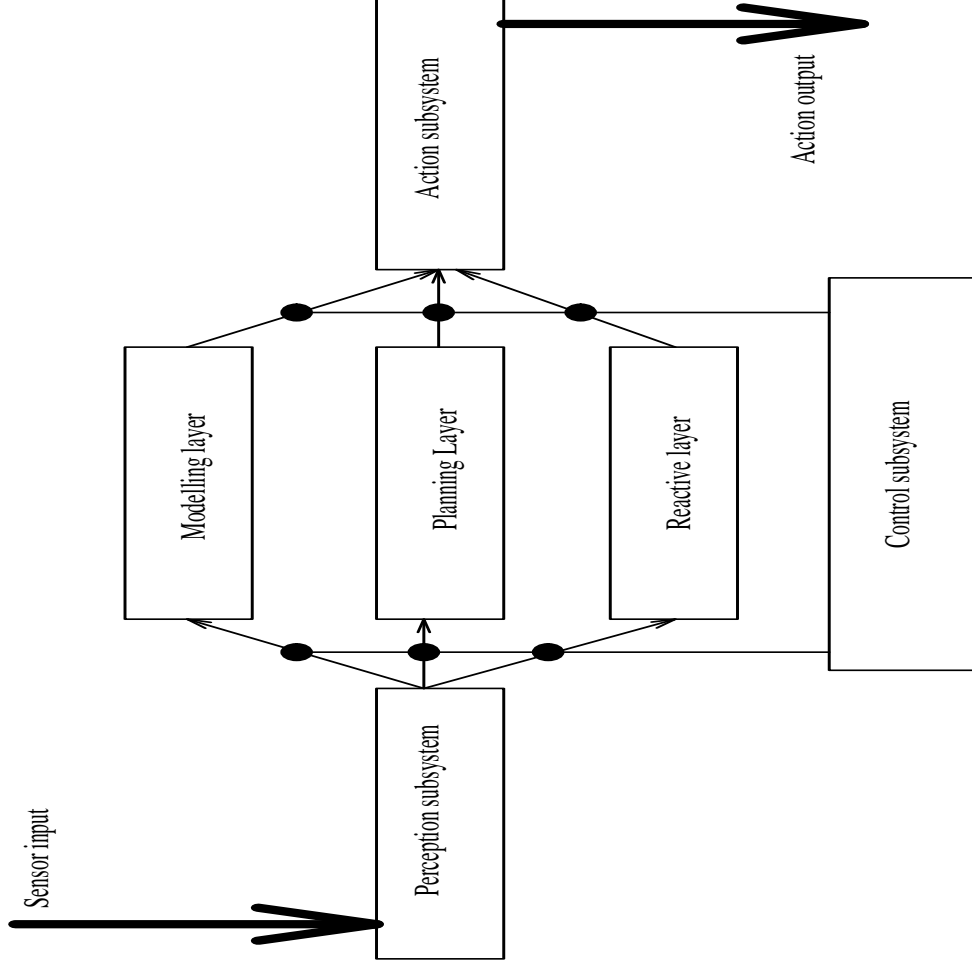 Sensor input
Perception subsystem
Modelling layer
Planning Layer
Reactive layer
Action subsystem
Action output
Control subsystem